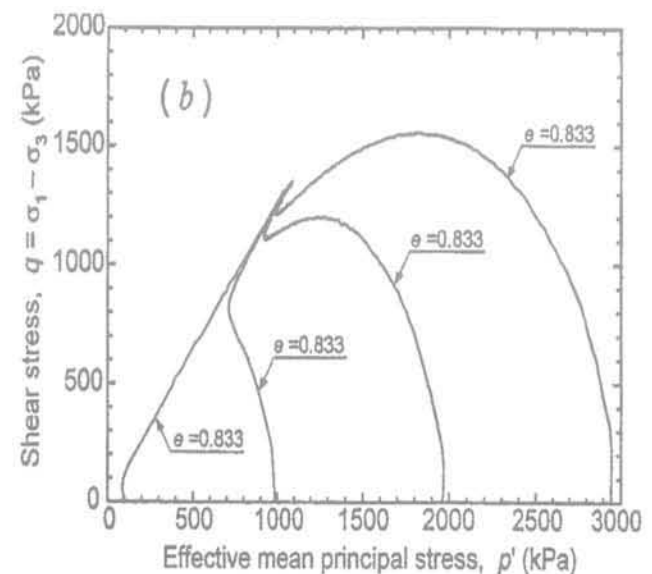 2000
(b)
1500
1000
500
0
Shear stress, q = σ₁ − σ₃ (kPa)
e =0.833
e =0.833
e =0.833
e =0.833
0 500 1000 1500 2000 2500 3000
Effective mean principal stress, p' (kPa)